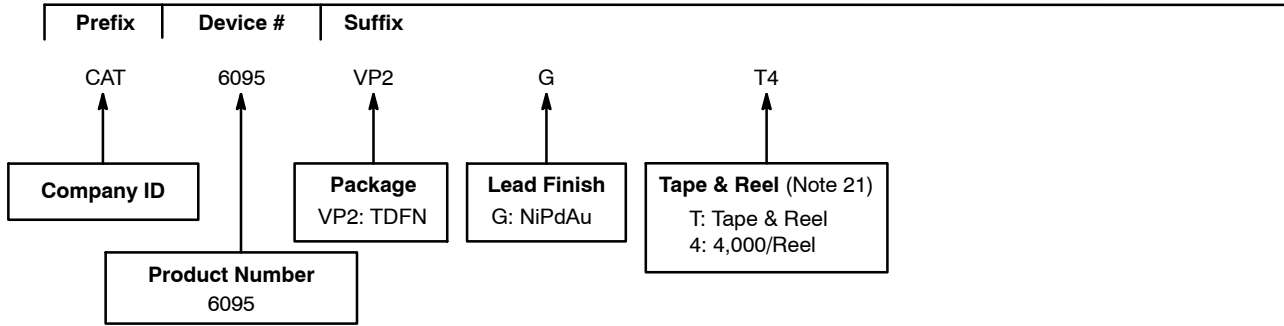 Prefix Device # Suffix
CAT 6095 VP2 G T4
Company ID
Package
VP2: TDFN
Lead Finish
G: NiPdAu
Tape & Reel (Note 21)
T: Tape & Reel
4: 4,000/Reel
Product Number
6095